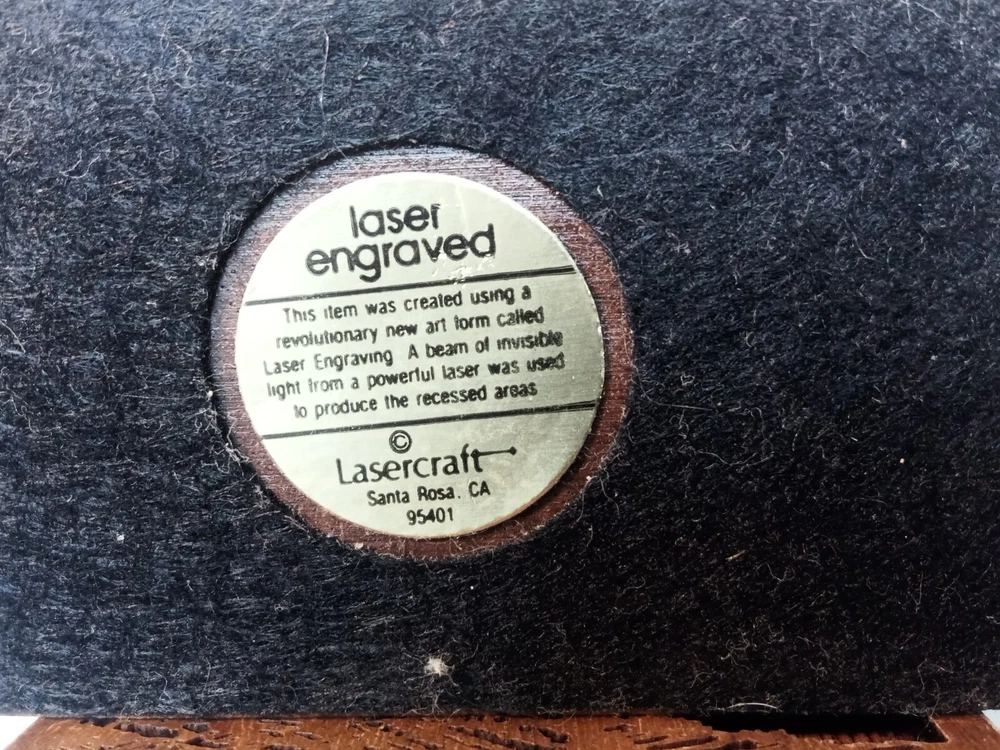 laser
engraved
This item was created using a
revolutionary new art form called
Laser Engraving A beam of invisible
light from a powerful laser was used
to produce the recessed areas
©
Lasercraft
Santa Rosa, CA
95401